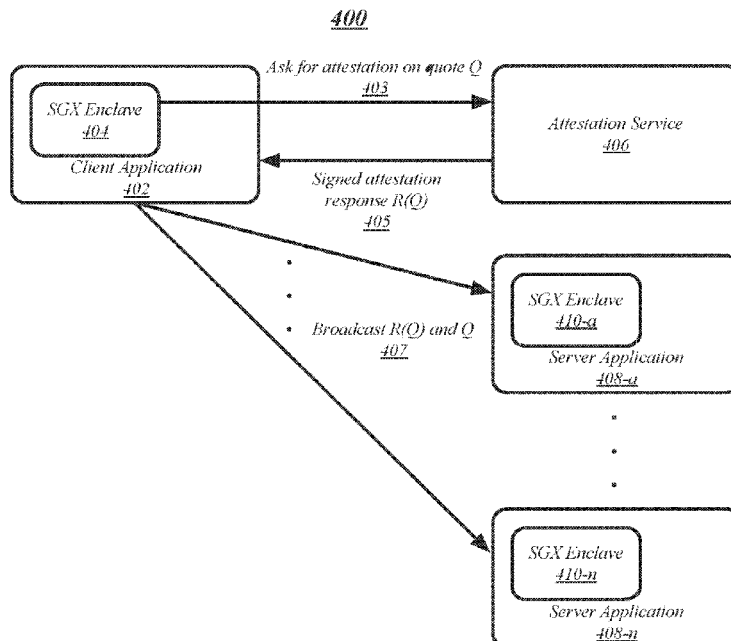 400
Ask for attestation on quote Q
403
SGX Enclave
404
Client Application
402
Attestation Service
406
Signed attestation
response R(Q)
405
SGX Enclave
410-a
Server Application
408-a
Broadcast R(Q) and Q
407
SGX Enclave
410-n
Server Application
408-n